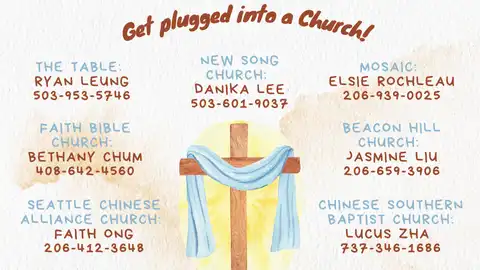 Get plugged into a Church!
THE TABLE:
RYAN LEUNG
503-953-5746
NEW SONG
CHURCH:
DANIKA LEE
503-601-9037
MOSAIC:
ELSIE ROCHLEAU
206-939-0025
FAITH BIBLE
CHURCH:
BETHANY CHUM
408-642-4560
BEACON HILL
CHURCH:
JASMINE LIU
206-659-3906
SEATTLE CHINESE
ALLIANCE CHURCH:
FAITH ONG
206-412-3648
CHINESE SOUTHERN
BAPTIST CHURCH:
LUCUS ZHA
737-346-1686